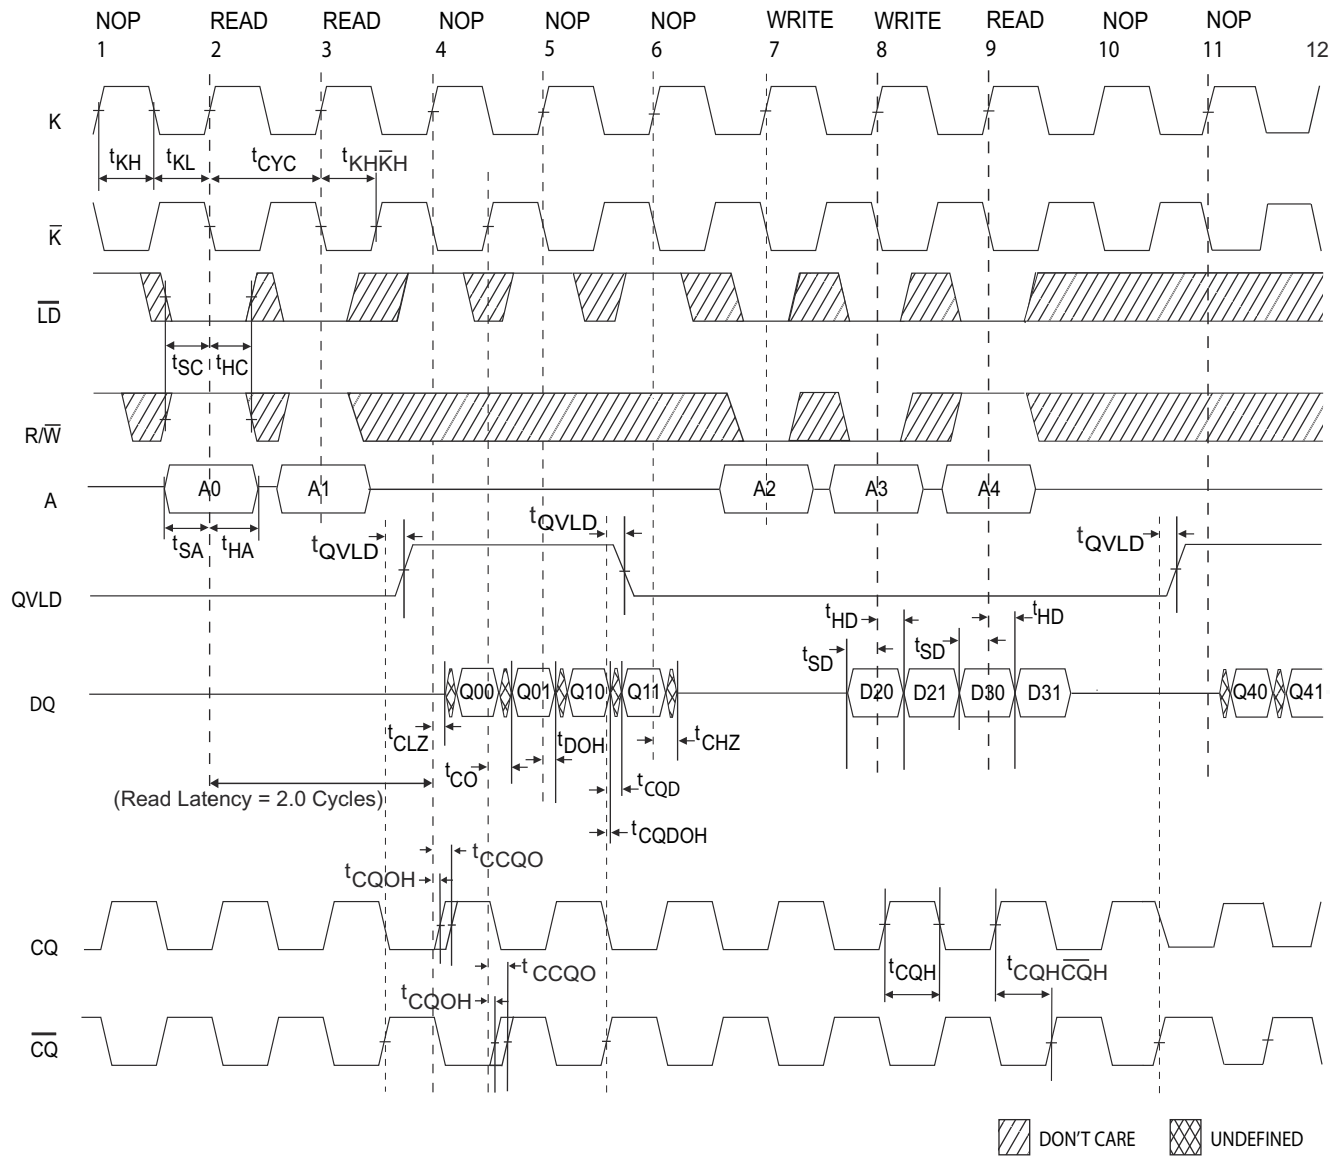 NOP READ READ NOP NOP NOP WRITE WRITE READ NOP NOP
1 2 3 4 5 6 7 8 9 10 11 12
K
tKH tKL tCYC tKHK̅H
K̅
L̅D̅
tSC tHC
R/W̅
A A0 A1 A2 A3 A4
tSA tHA tQVLD tQVLD tQVLD
QVLD
tHD tHD
tSD tSD
DQ Q00 Q01 Q10 Q11 D20 D21 D30 D31 Q40 Q41
tCLZ tDOH tCHZ
tCO tCQD
(Read Latency = 2.0 Cycles)
tCQDOH
tCCQO
tCQOH
CQ
tCQH tCQHC̅Q̅H
tCCQO
tCQOH
C̅Q̅
DON'T CARE UNDEFINED